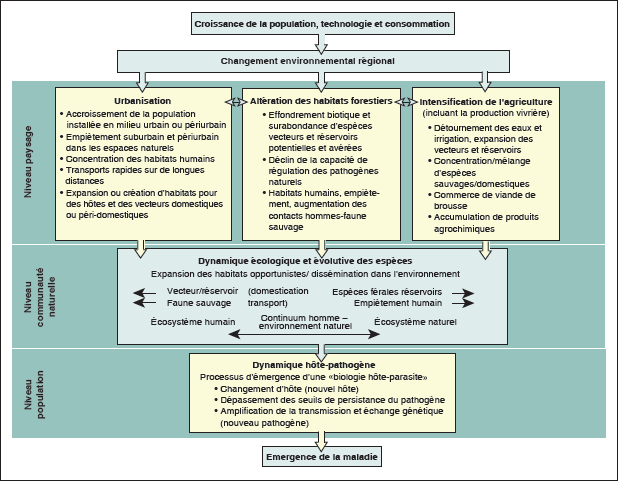 Croissance de la population, technologie et consommation
Changement environnemental régional
Niveau paysage
Urbanisation
• Accroissement de la population
installée en milieu urbain ou périurbain
• Empiètement suburbain et périurbain
dans les espaces naturels
• Concentration des habitats humains
• Transports rapides sur de longues
distances
• Expansion ou création d'habitats pour
des hôtes et des vecteurs domestiques
ou péri-domestiques
Altération des habitats forestiers
• Effondrement biotique et
surabondance d'espèces
vecteurs et réservoirs
potentielles et avérées
• Déclin de la capacité de
régulation des pathogènes
naturels
• Habitats humains, empiète-
ment, augmentation des
contacts hommes-faune
sauvage
Intensification de l'agriculture
(incluant la production vivrière)
• Détournement des eaux et
irrigation, expansion des
vecteurs et réservoirs
• Concentration/mélange
d'espèces
sauvages/domestiques
• Commerce de viande de
brousse
• Accumulation de produits
agrochimiques
Niveau
communauté
naturelle
Dynamique écologique et évolutive des espèces
Expansion des habitats opportunistes/ dissémination dans l'environnement
Vecteur/réservoir (domestication Espèces férales réservoirs
Faune sauvage transport) Empiètement humain
Écosystème humain Continuum homme – Écosystème naturel
environnement naturel
Niveau
population
Dynamique hôte-pathogène
Processus d'émergence d'une «biologie hôte-parasite»
• Changement d'hôte (nouvel hôte)
• Dépassement des seuils de persistance du pathogène
• Amplification de la transmission et échange génétique
(nouveau pathogène)
Emergence de la maladie